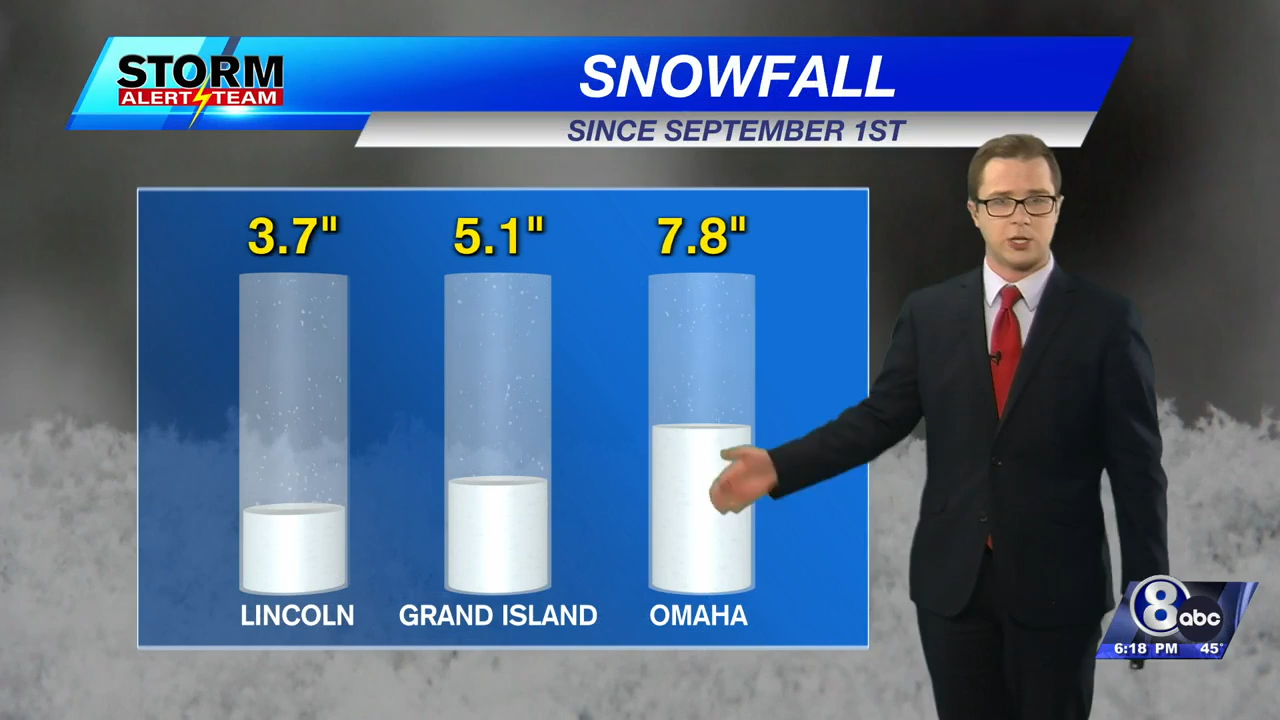 STORM
ALERT TEAM
SNOWFALL
SINCE SEPTEMBER 1ST
3.7" 5.1" 7.8"
LINCOLN GRAND ISLAND OMAHA
8 abc
6:18 PM 45°